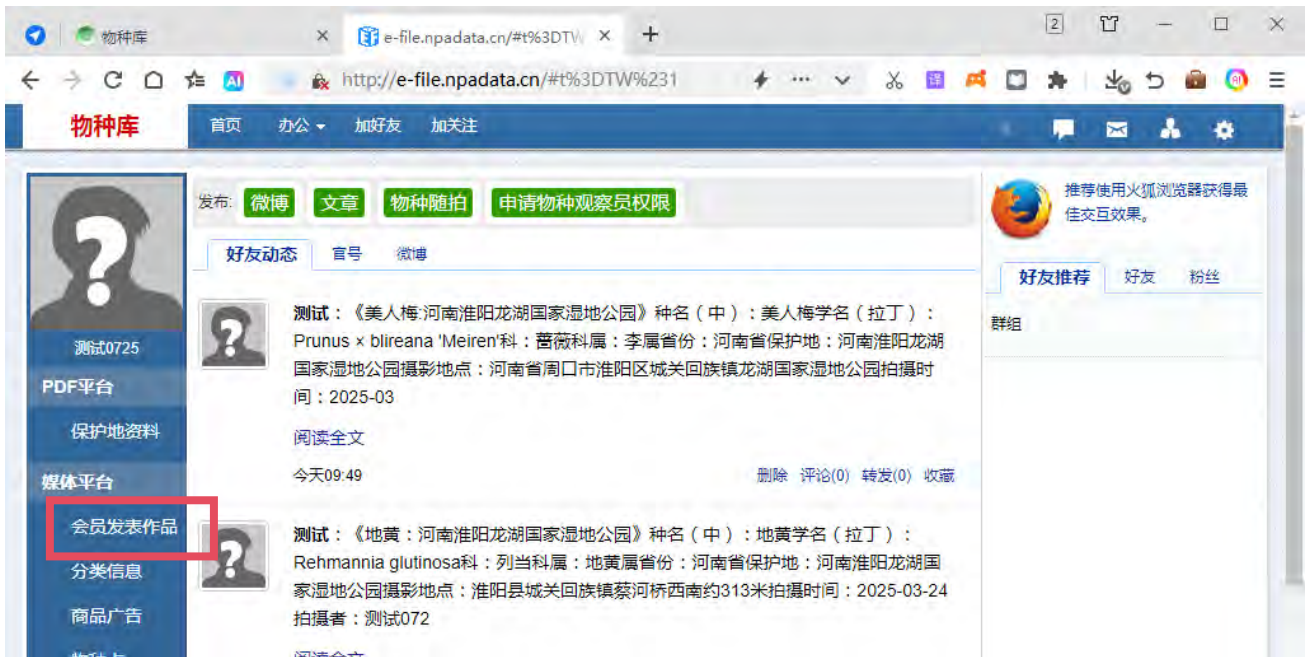 物种库
e-file.npadata.cn/#t%3DTW
2
AI
http://e-file.npadata.cn/#t%3DTW%231
译
物种库
首页 办公 加好友 加关注
发布: 微博 文章 物种随拍 申请物种观察员权限
推荐使用火狐浏览器获得最
佳交互效果。
好友动态 官号 微博
好友推荐 好友 粉丝
群组
测试0725
PDF平台
保护地资料
媒体平台
会员发表作品
分类信息
商品广告
测试：《美人梅:河南淮阳龙湖国家湿地公园》种名（中）：美人梅学名（拉丁）：
Prunus × blireana 'Meiren'科：蔷薇科属：李属省份：河南省保护地：河南淮阳龙湖
国家湿地公园摄影地点：河南省周口市淮阳区城关回族镇龙湖国家湿地公园拍摄时
间：2025-03
阅读全文
今天09:49 删除 评论(0) 转发(0) 收藏
测试：《地黄：河南淮阳龙湖国家湿地公园》种名（中）：地黄学名（拉丁）：
Rehmannia glutinosa科：列当科属：地黄属省份：河南省保护地：河南淮阳龙湖国
家湿地公园摄影地点：淮阳县城关回族镇蔡河桥西南约313米拍摄时间：2025-03-24
拍摄者：测试072
阅读全文